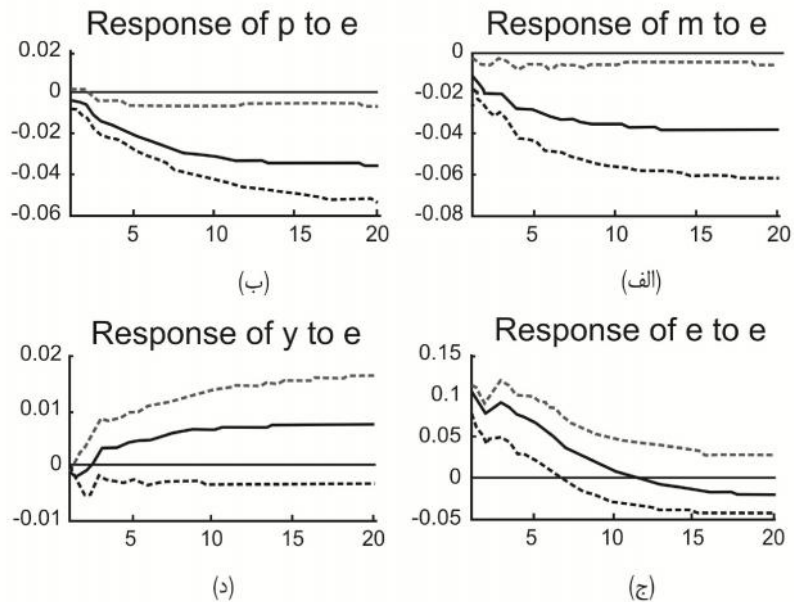 Response of p to e
0.02
0
-0.02
-0.04
-0.06
5 10 15 20
(ب)
Response of m to e
0
-0.02
-0.04
-0.06
-0.08
5 10 15 20
(الف)
Response of y to e
0.02
0.01
0
-0.01
5 10 15 20
(د)
Response of e to e
0.15
0.1
0.05
0
-0.05
5 10 15 20
(ج)